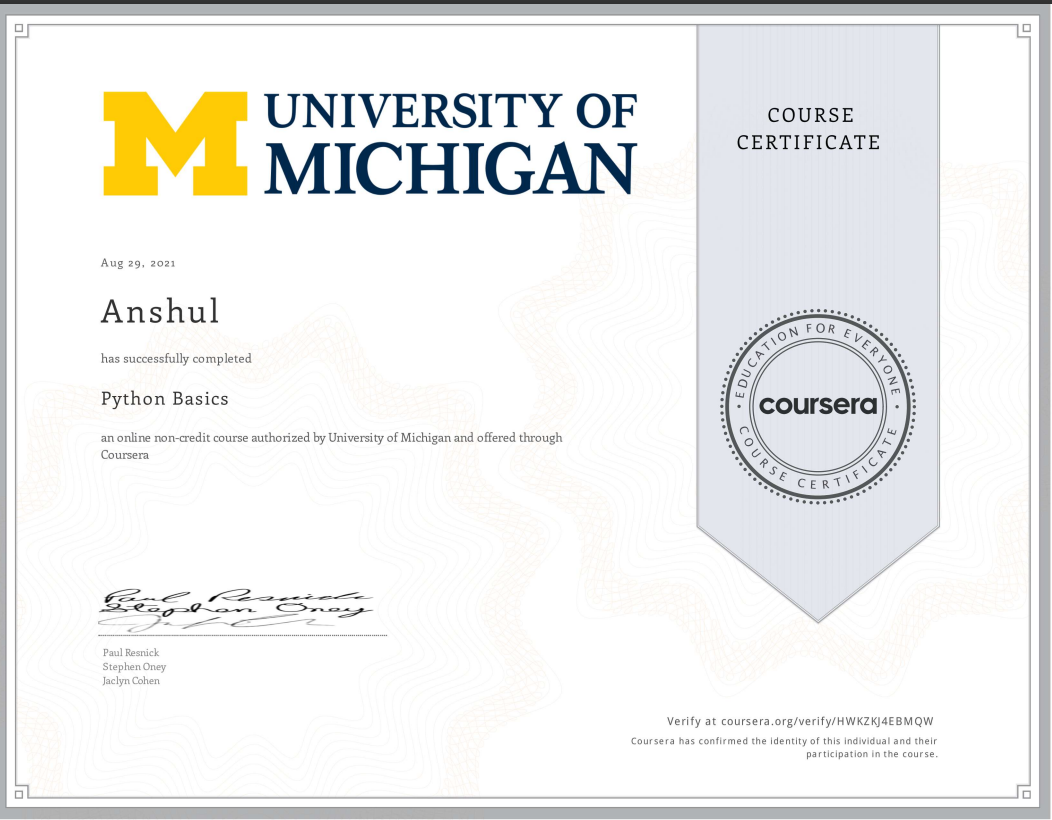 M
UNIVERSITY OF
MICHIGAN
COURSE
CERTIFICATE
Aug 29, 2021
Anshul
has successfully completed
Python Basics
an online non-credit course authorized by University of Michigan and offered through
Coursera
EDUCATION FOR EVERYONE
coursera
COURSE CERTIFICATE
Paul Resnick
Stephen Oney
Paul Resnick
Stephen Oney
Jaclyn Cohen
Verify at coursera.org/verify/HWKZKJ4EBMQW
Coursera has confirmed the identity of this individual and their
participation in the course.